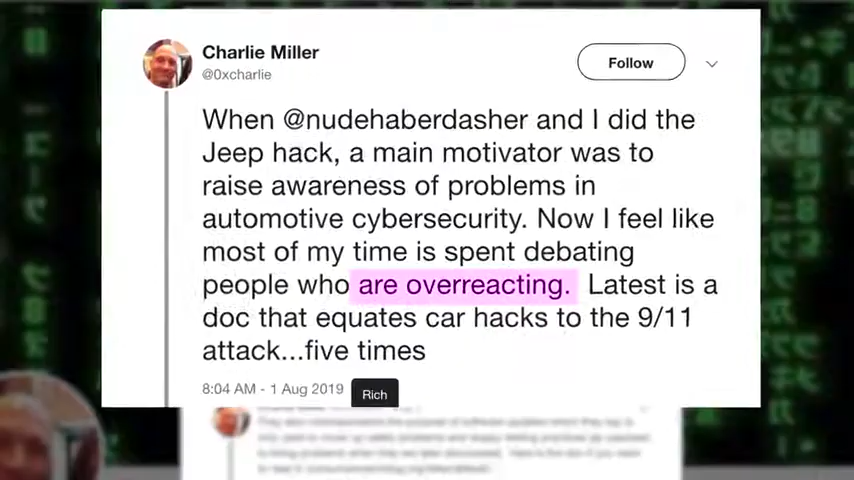 Charlie Miller
@0xcharlie
Follow
When @nudehaberdasher and I did the
Jeep hack, a main motivator was to
raise awareness of problems in
automotive cybersecurity. Now I feel like
most of my time is spent debating
people who are overreacting. Latest is a
doc that equates car hacks to the 9/11
attack...five times
8:04 AM - 1 Aug 2019
Rich